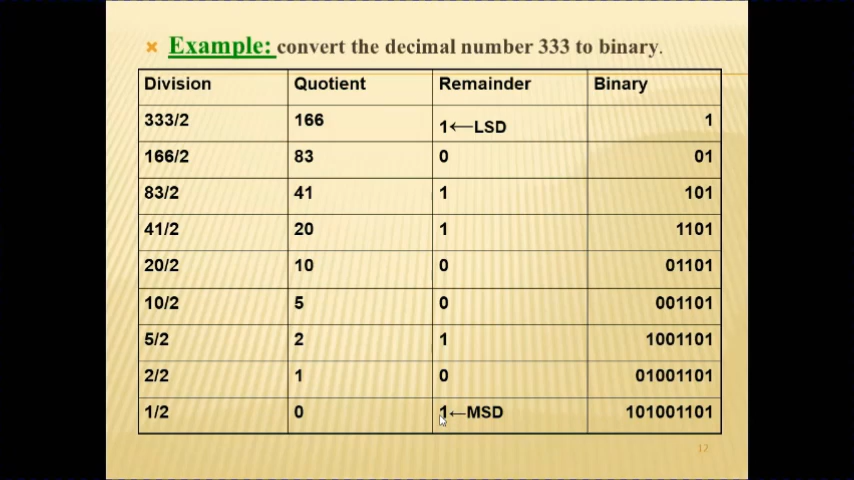 Example: convert the decimal number 333 to binary.
Division Quotient Remainder Binary
333/2 166 1←LSD 1
166/2 83 0 01
83/2 41 1 101
41/2 20 1 1101
20/2 10 0 01101
10/2 5 0 001101
5/2 2 1 1001101
2/2 1 0 01001101
1/2 0 1←MSD 101001101
12